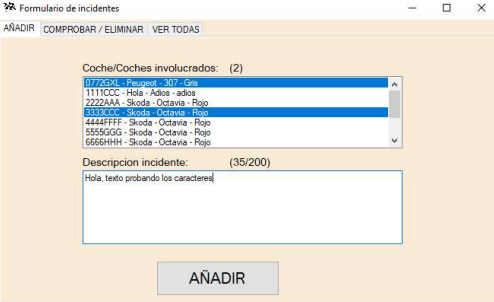 Formulario de incidentes
AÑADIR COMPROBAR / ELIMINAR VER TODAS
Coche/Coches involucrados: (2)
0772GXL - Peugeot - 307 - Gris
1111CCC - Hola - Adios - adios
2222AAA - Skoda - Octavia - Rojo
3333CCC - Skoda - Octavia - Rojo
4444FFFF - Skoda - Octavia - Rojo
5555GGG - Skoda - Octavia - Rojo
6666HHH - Skoda - Octavia - Rojo
Descripcion incidente: (35/200)
Hola, texto probando los caracteres
AÑADIR